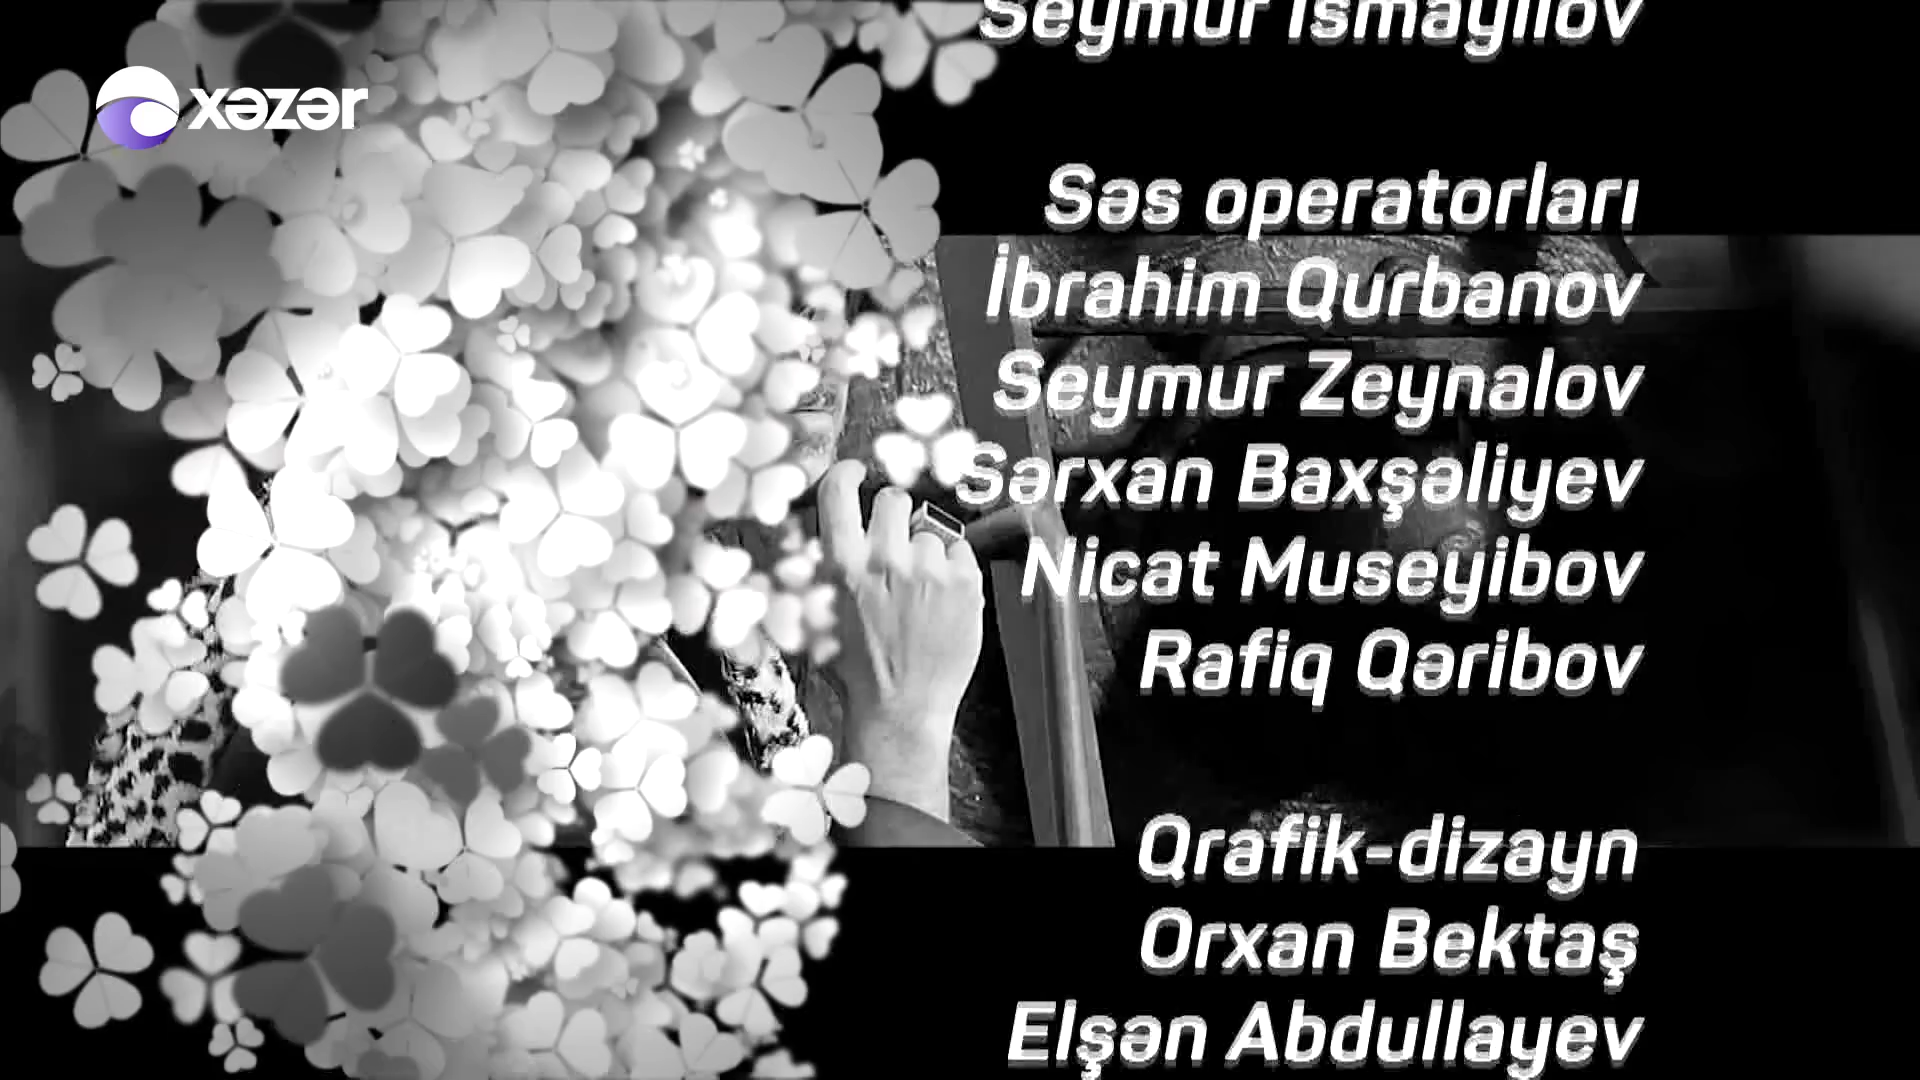 Seymur İsmayılov
xəzər
Səs operatorları
İbrahim Qurbanov
Seymur Zeynalov
Sərxan Baxşəliyev
Nicat Museyibov
Rafiq Qəribov
Qrafik-dizayn
Orxan Bektaş
Elşən Abdullayev